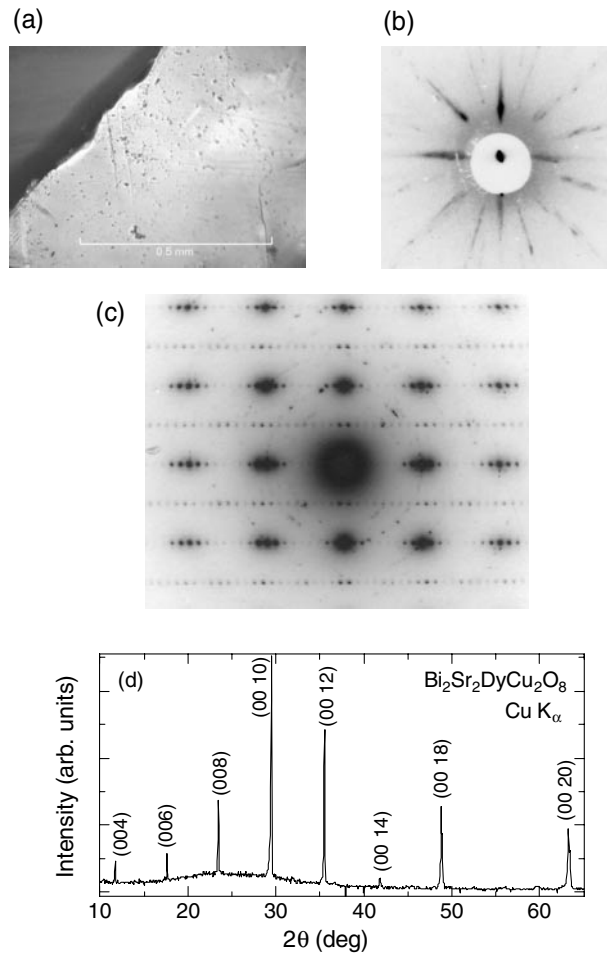 (a)
(b)
0.5 mm
(c)
(d)
Bi₂Sr₂DyCu₂O₈
Cu Kα
(004)
(006)
(008)
(00 10)
(00 12)
(00 14)
(00 18)
(00 20)
Intensity (arb. units)
10 20 30 40 50 60
2θ (deg)